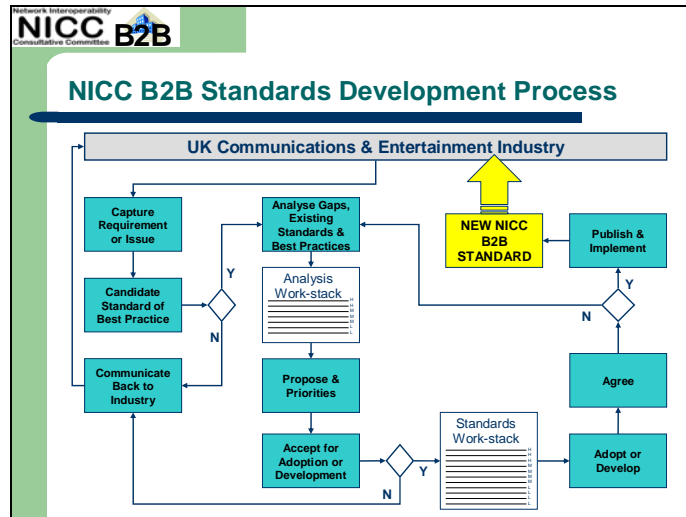 Network Interoperability
NICC B2B
Consultative Committee
NICC B2B Standards Development Process
UK Communications & Entertainment Industry
Capture
Requirement
or Issue
Candidate
Standard of
Best Practice
Y
N
Communicate
Back to
Industry
Analyse Gaps,
Existing
Standards &
Best Practices
Analysis
Work-stack
H
H
M
M
M
L
L
Propose &
Priorities
Accept for
Adoption or
Development
Y
N
Standards
Work-stack
H
H
H
M
M
M
L
L
L
L
Adopt or
Develop
Agree
N
Y
Publish &
Implement
NEW NICC
B2B
STANDARD